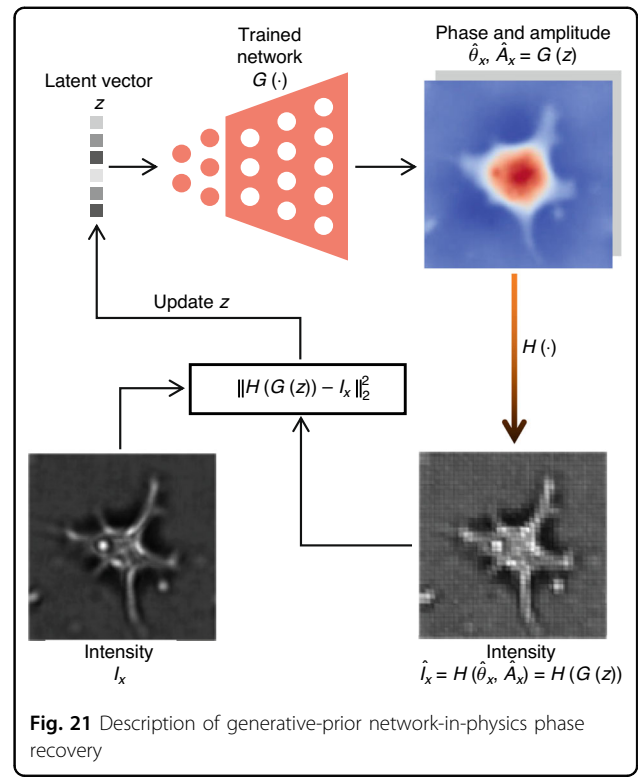 Latent vector
z
Trained
network
G (·)
Phase and amplitude
θ̂ₓ, Âₓ = G (z)
Update z
H (·)
‖H (G (z)) – Iₓ‖₂²
Intensity
Iₓ
Intensity
Îₓ = H (θ̂ₓ, Âₓ) = H (G (z))
Fig. 21 Description of generative-prior network-in-physics phase
recovery